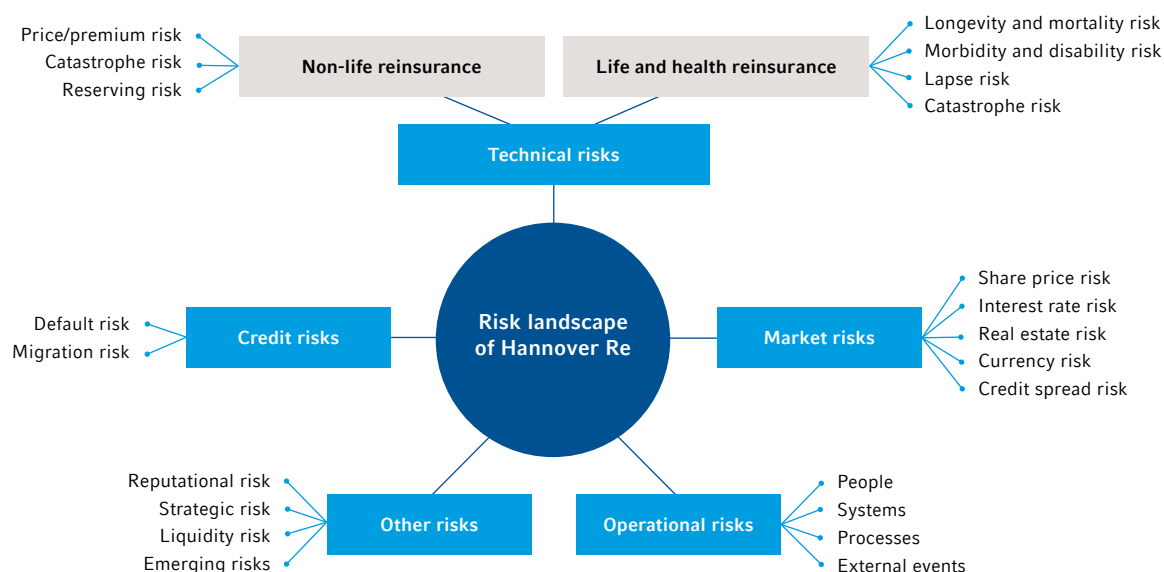 Price/premium risk
Catastrophe risk
Reserving risk
Non-life reinsurance
Life and health reinsurance
Longevity and mortality risk
Morbidity and disability risk
Lapse risk
Catastrophe risk
Technical risks
Default risk
Migration risk
Credit risks
Risk landscape
of Hannover Re
Market risks
Share price risk
Interest rate risk
Real estate risk
Currency risk
Credit spread risk
Reputational risk
Strategic risk
Liquidity risk
Emerging risks
Other risks
Operational risks
People
Systems
Processes
External events